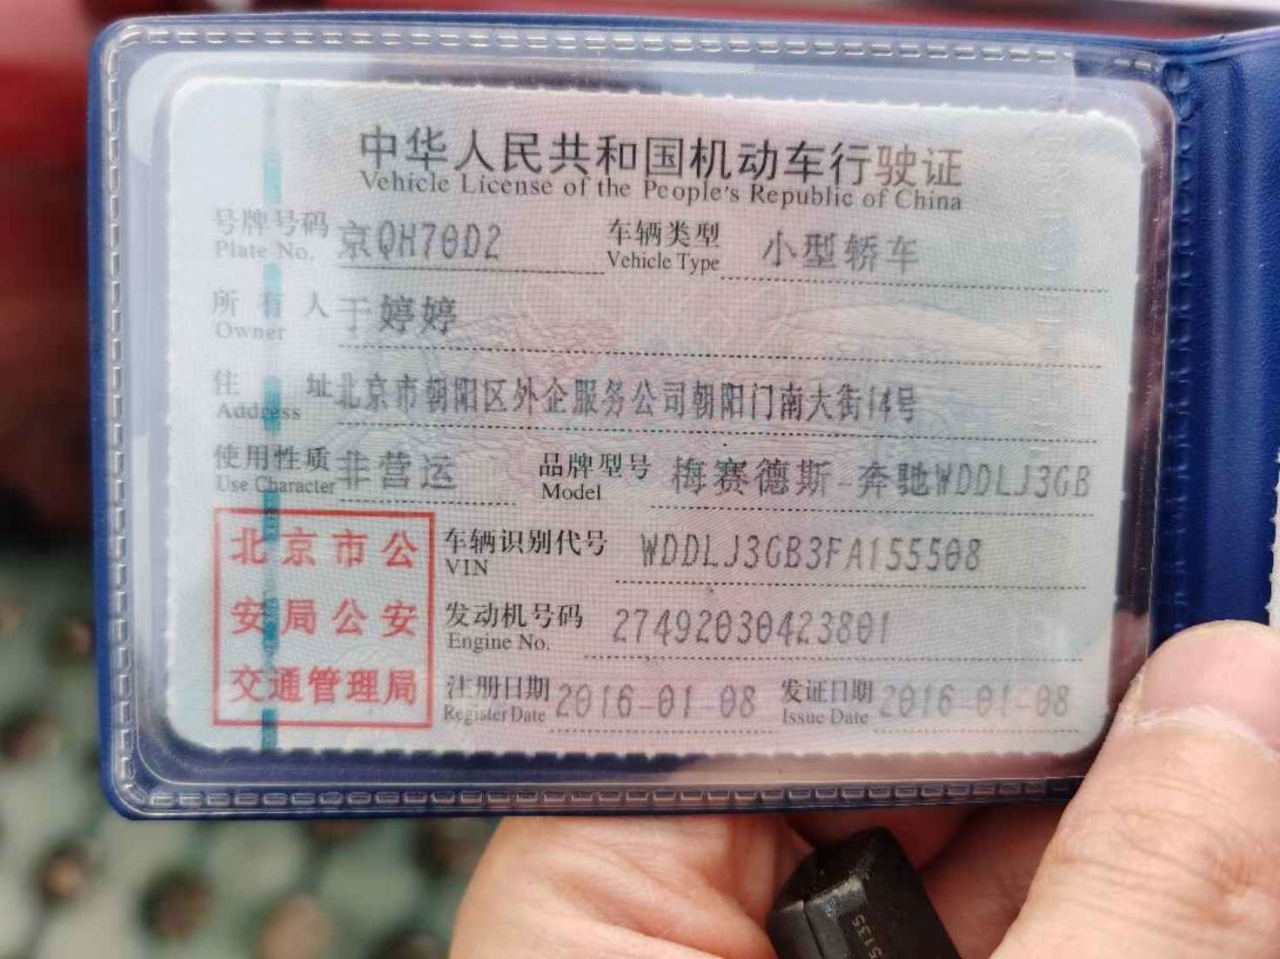 中华人民共和国机动车行驶证
Vehicle License of the People's Republic of China
号牌号码 京QH70D2 车辆类型 小型轿车
Plate No. Vehicle Type
所有人 于婷婷
Owner
住址 北京市朝阳区外企服务公司朝阳门南大街14号
Address
使用性质 非营运 品牌型号 梅赛德斯-奔驰WDDLJ3GB
Use Character Model
北京市公
安局公安
交通管理局
车辆识别代号 WDDLJ3GB3FA155508
VIN
发动机号码 27492030423801
Engine No.
注册日期 2016-01 08 发证日期 2016-01-08
Register Date Issue Date
5135